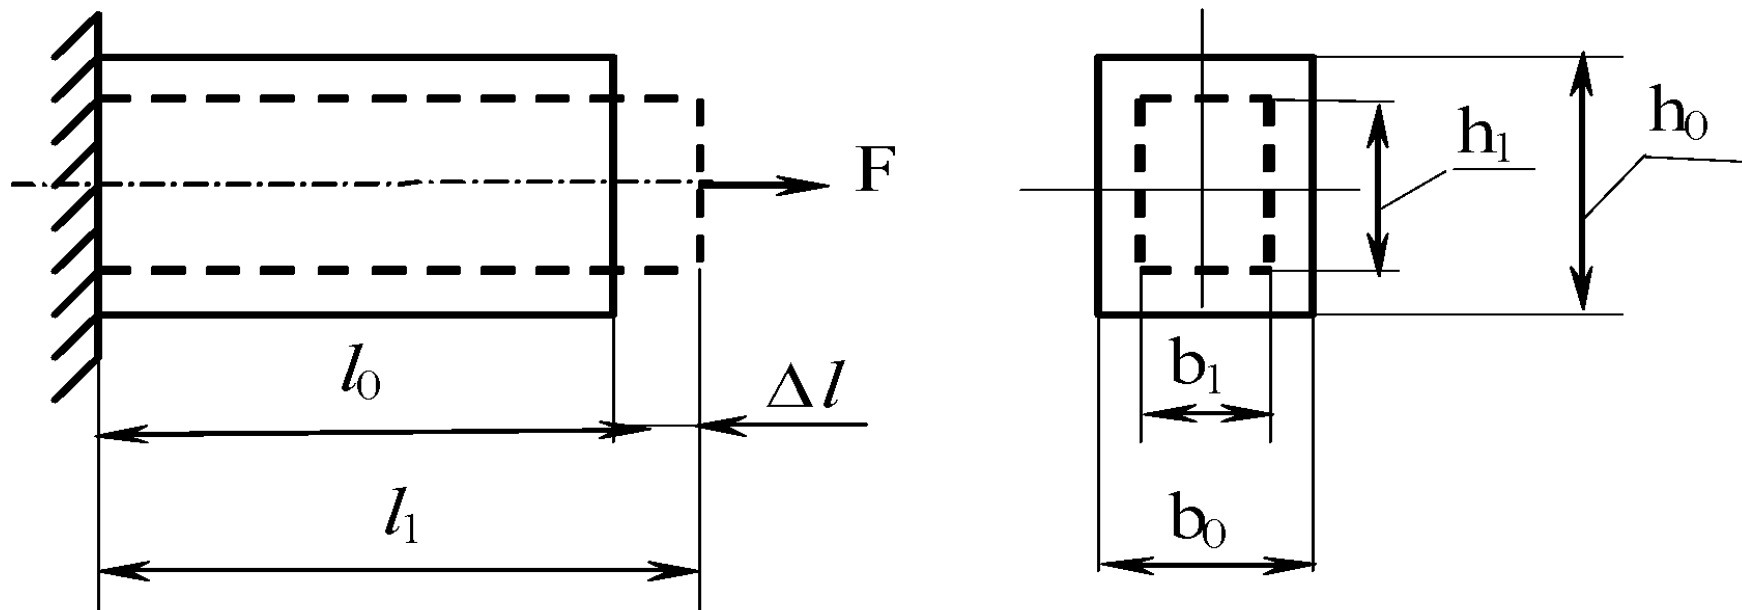 F
l₀
Δl
l₁
h₁
h₀
b₁
b₀